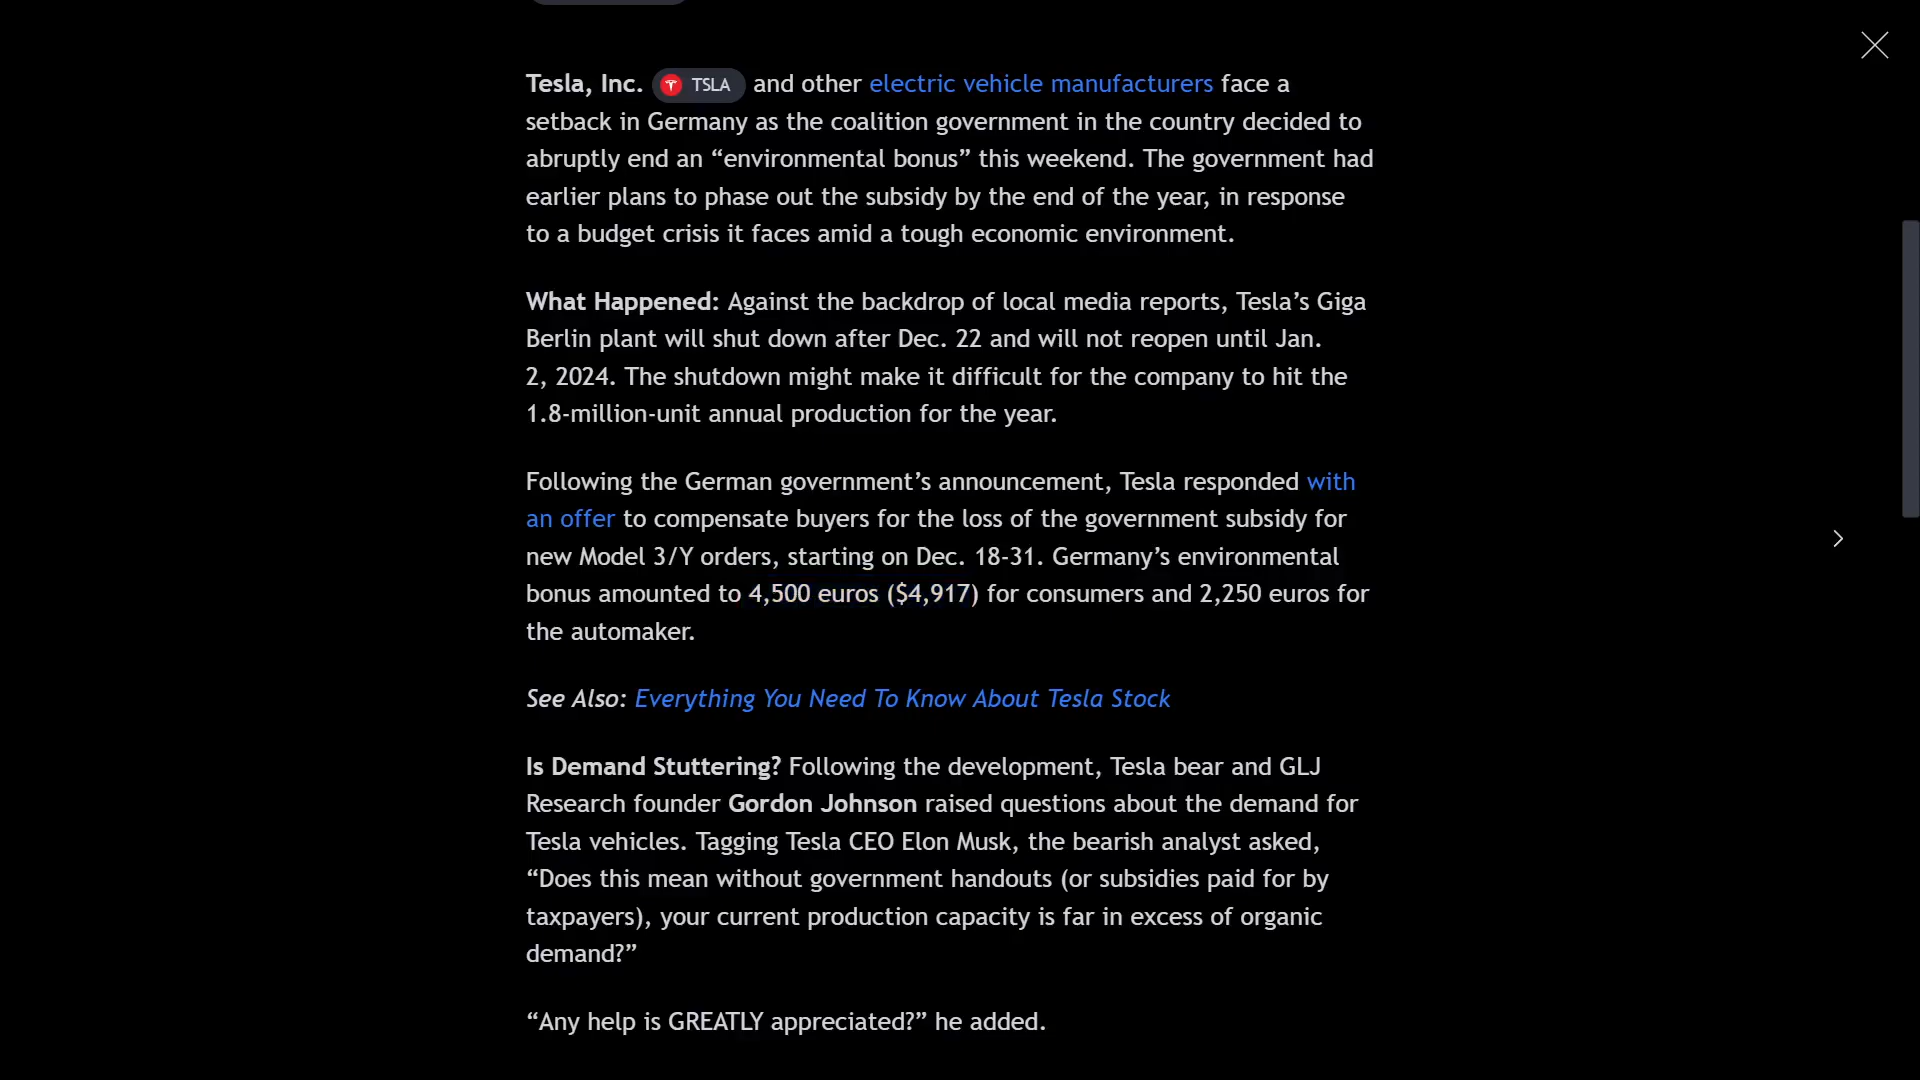 Tesla, Inc. TSLA and other electric vehicle manufacturers face a
setback in Germany as the coalition government in the country decided to
abruptly end an “environmental bonus” this weekend. The government had
earlier plans to phase out the subsidy by the end of the year, in response
to a budget crisis it faces amid a tough economic environment.
What Happened: Against the backdrop of local media reports, Tesla’s Giga
Berlin plant will shut down after Dec. 22 and will not reopen until Jan.
2, 2024. The shutdown might make it difficult for the company to hit the
1.8-million-unit annual production for the year.
Following the German government’s announcement, Tesla responded with
an offer to compensate buyers for the loss of the government subsidy for
new Model 3/Y orders, starting on Dec. 18-31. Germany’s environmental
bonus amounted to 4,500 euros ($4,917) for consumers and 2,250 euros for
the automaker.
See Also: Everything You Need To Know About Tesla Stock
Is Demand Stuttering? Following the development, Tesla bear and GLJ
Research founder Gordon Johnson raised questions about the demand for
Tesla vehicles. Tagging Tesla CEO Elon Musk, the bearish analyst asked,
“Does this mean without government handouts (or subsidies paid for by
taxpayers), your current production capacity is far in excess of organic
demand?”
“Any help is GREATLY appreciated?” he added.